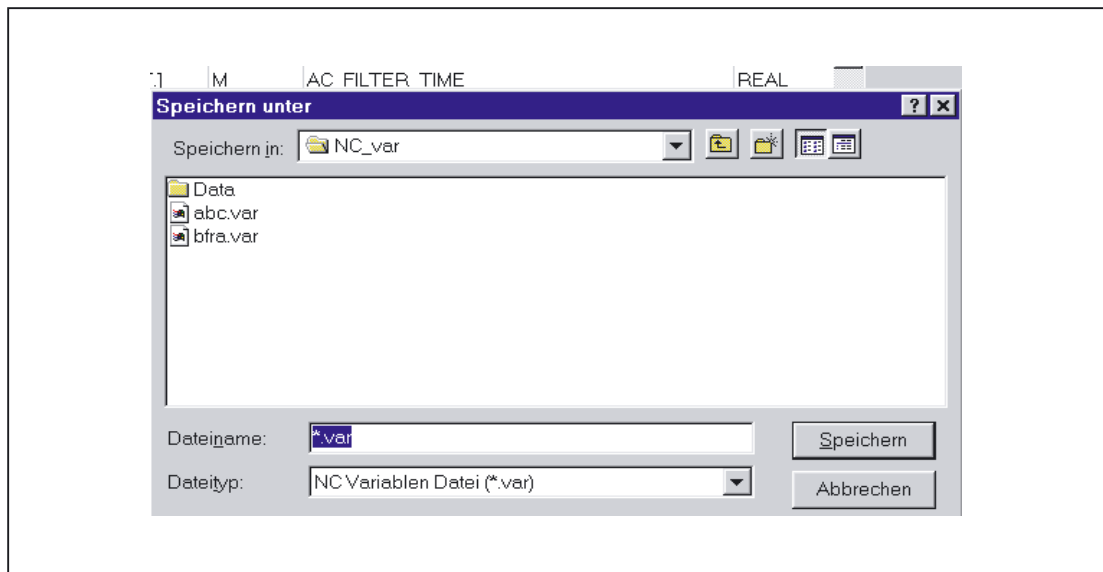 .] M AC FILTER TIME REAL
Speichern unter
Speichern in: NC_var
Data
abc.var
bfra.var
Dateiname: *.var Speichern
Dateityp: NC Variablen Datei (*.var) Abbrechen